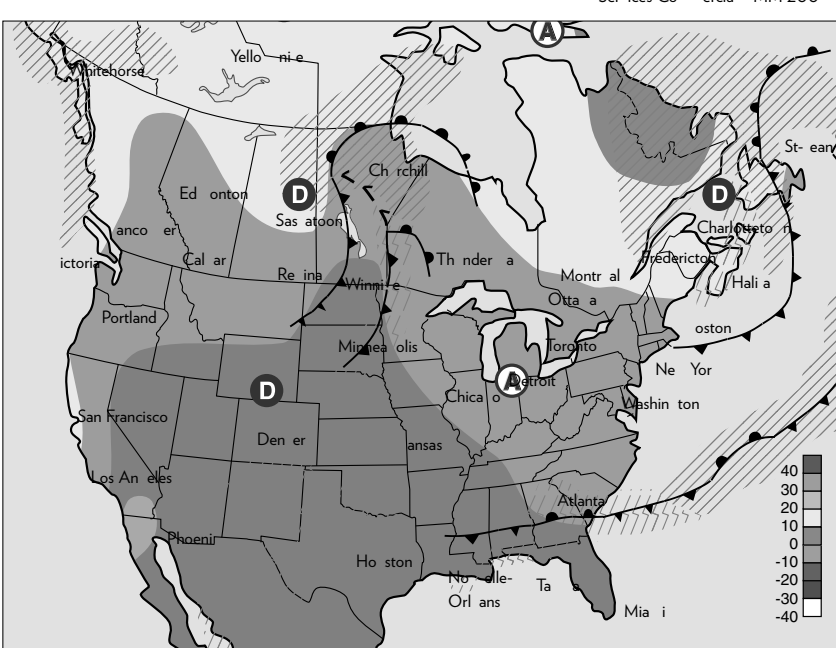 A
Yello ni e
Whitehorse
St- ean
Ch rchill
Ed onton
D
D
Sas atoon
anco er
Charlotteto n
ictoria
Cal ar
Th nder a
Fredericton
Re ina
Montr al
Winni e
Hali a
Otta a
Portland
oston
Minnea olis
Toronto
Ne Yor
D
A
Detroit
Chica o
Washin ton
San Francisco
Den er
ansas
Los An eles
Atlanta
40
30
20
10
0
-10
-20
-30
-40
Phoeni
Ho ston
No elle-
Orl ans
Ta a
Mia i